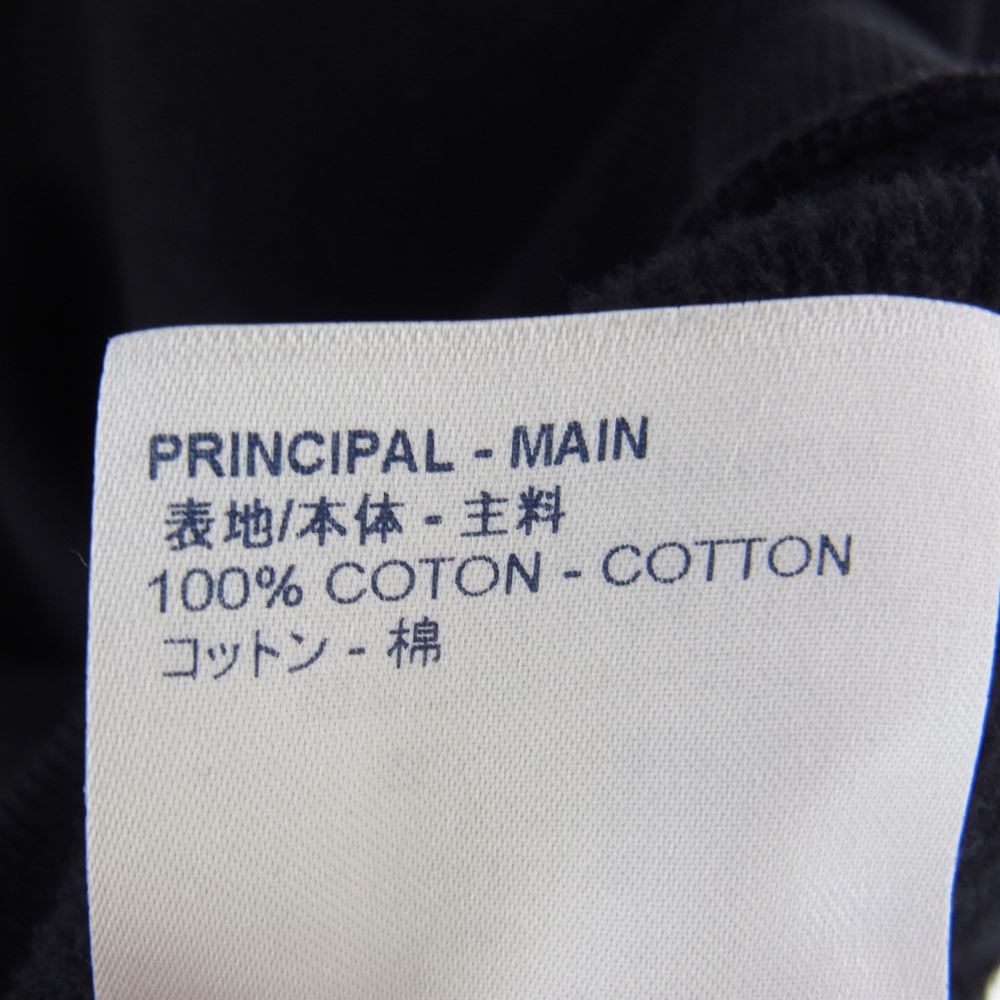 PRINCIPAL - MAIN
表地/本体 - 主料
100% COTON - COTTON
コットン - 棉